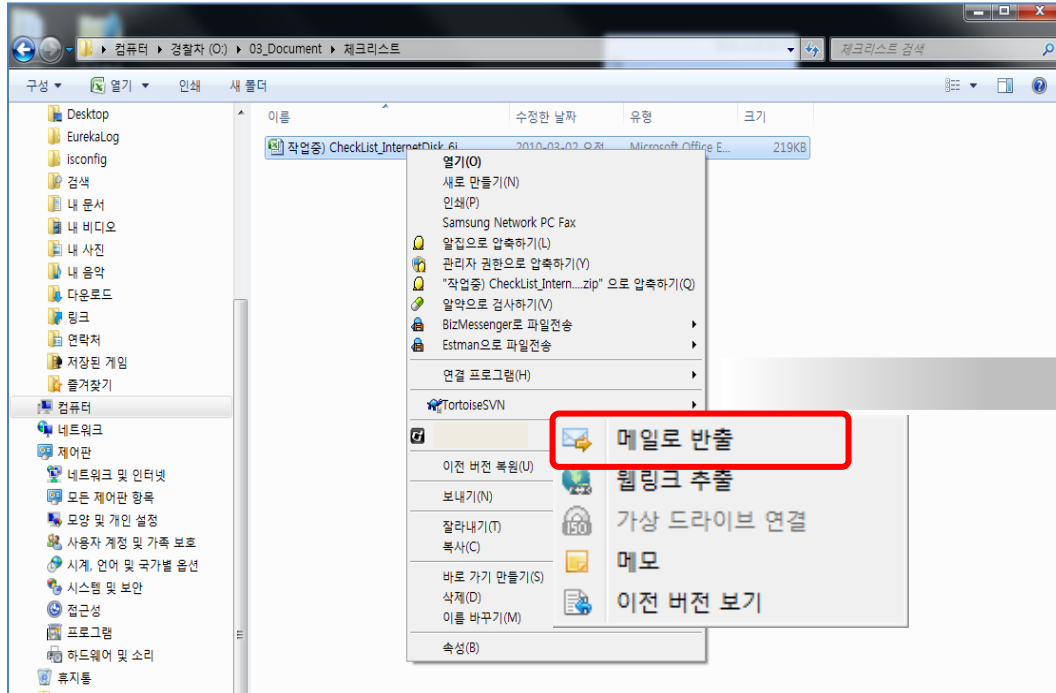 컴퓨터 ▸ 경찰차 (O:) ▸ 03_Document ▸ 체크리스트
체크리스트 검색
구성 ▼ 열기 ▼ 인쇄 새 폴더
이름 수정한 날짜 유형 크기
작업중) CheckList_InternetDisk_6i 2010-03-02 오전 Microsoft Office E... 219KB
Desktop
EurekaLog
isconfig
검색
내 문서
내 비디오
내 사진
내 음악
다운로드
링크
연락처
저장된 게임
즐겨찾기
컴퓨터
네트워크
제어판
네트워크 및 인터넷
모든 제어판 항목
모양 및 개인 설정
사용자 계정 및 가족 보호
시계, 언어 및 국가별 옵션
시스템 및 보안
접근성
프로그램
하드웨어 및 소리
휴지통
열기(O)
새로 만들기(N)
인쇄(P)
Samsung Network PC Fax
알집으로 압축하기(L)
관리자 권한으로 압축하기(Y)
"작업중) CheckList_Intern....zip" 으로 압축하기(Q)
알약으로 검사하기(V)
BizMessenger로 파일전송
Estman으로 파일전송
연결 프로그램(H)
TortoiseSVN
이전 버전 복원(U)
보내기(N)
잘라내기(T)
복사(C)
바로 가기 만들기(S)
삭제(D)
이름 바꾸기(M)
속성(B)
메일로 반출
웹링크 추출
ISO 가상 드라이브 연결
메모
이전 버전 보기